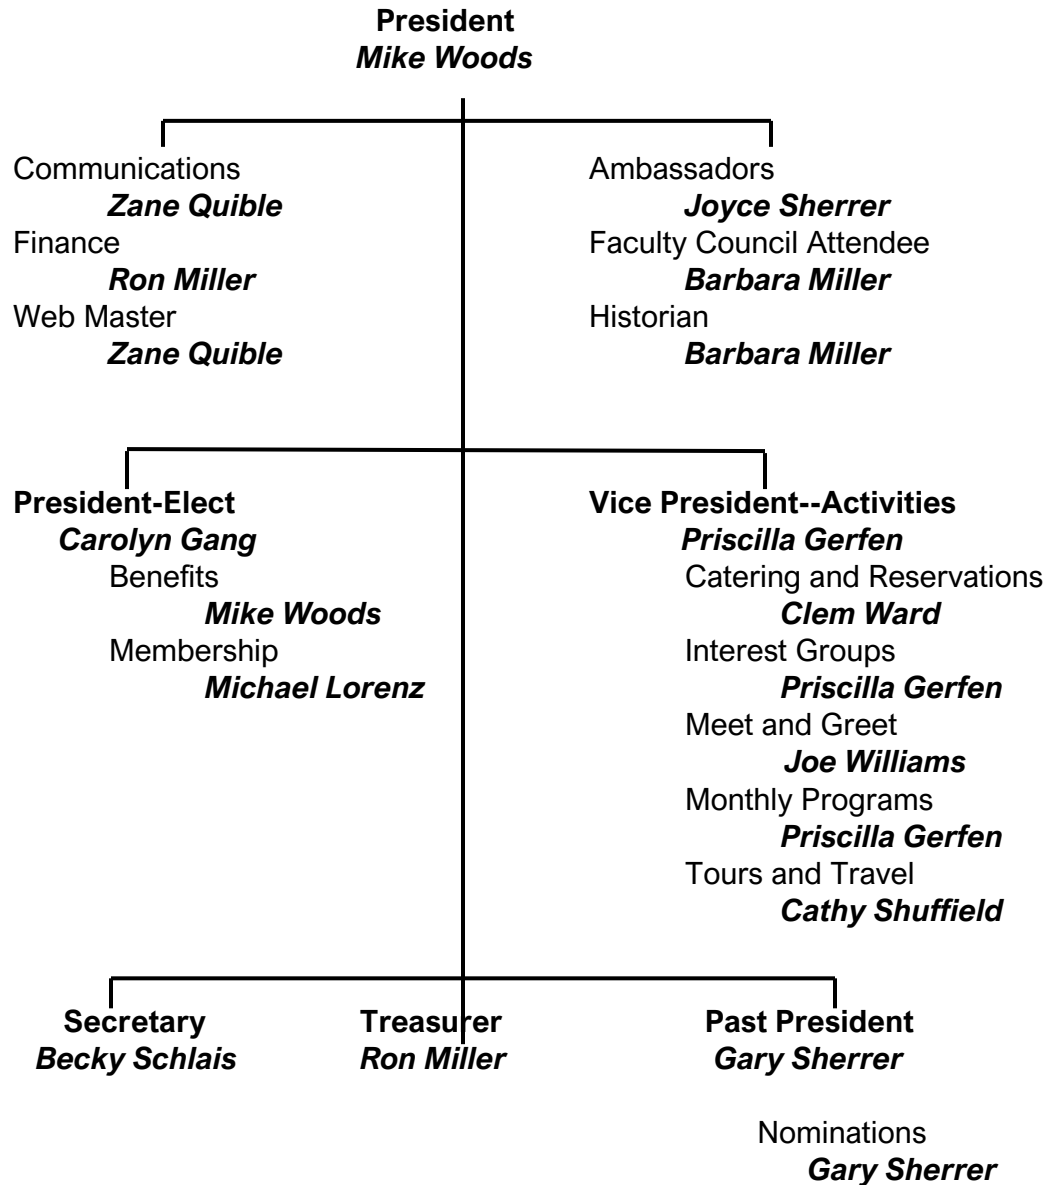 President
Mike Woods
Communications
Zane Quible
Finance
Ron Miller
Web Master
Zane Quible
Ambassadors
Joyce Sherrer
Faculty Council Attendee
Barbara Miller
Historian
Barbara Miller
President-Elect
Carolyn Gang
Benefits
Mike Woods
Membership
Michael Lorenz
Vice President--Activities
Priscilla Gerfen
Catering and Reservations
Clem Ward
Interest Groups
Priscilla Gerfen
Meet and Greet
Joe Williams
Monthly Programs
Priscilla Gerfen
Tours and Travel
Cathy Shuffield
Secretary
Becky Schlais
Treasurer
Ron Miller
Past President
Gary Sherrer
Nominations
Gary Sherrer